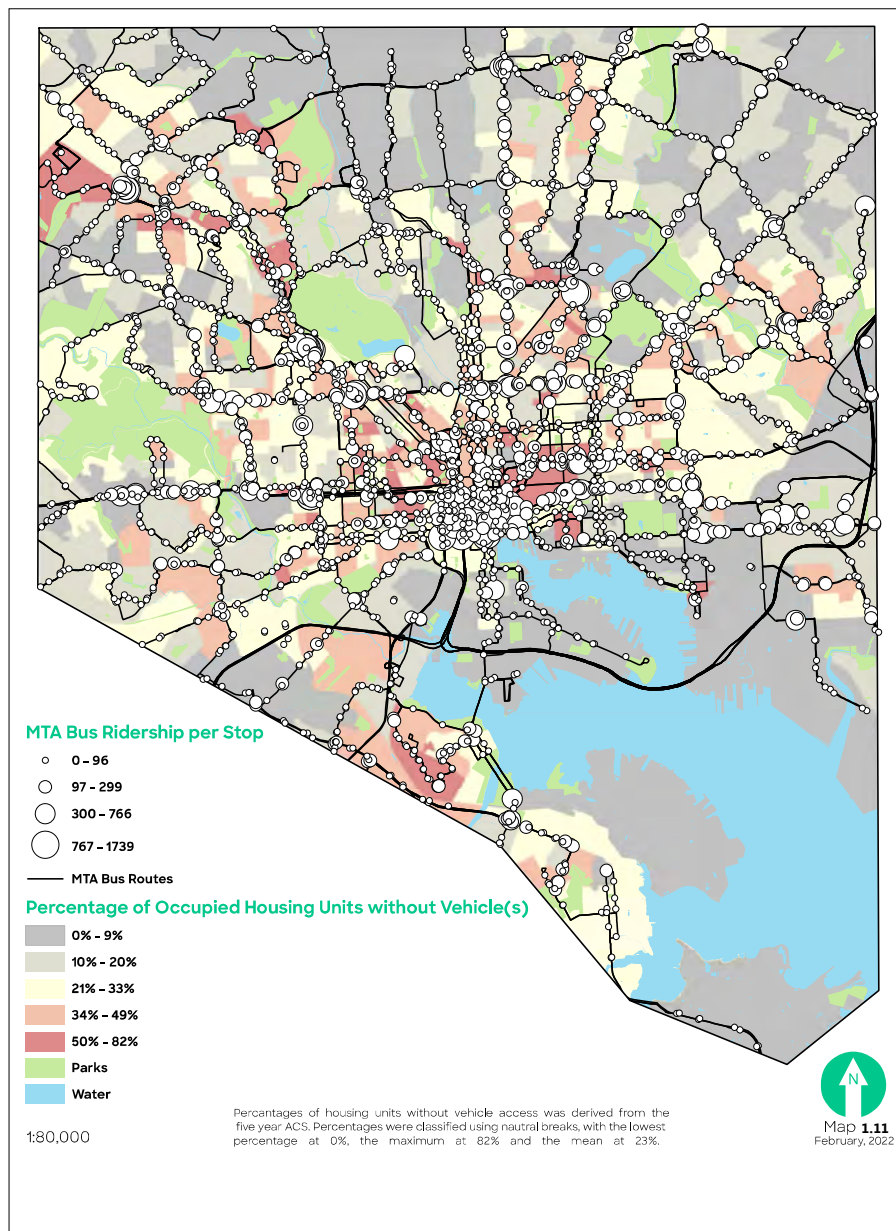 MTA Bus Ridership per Stop
0 – 96
97 – 299
300 – 766
767 – 1739
MTA Bus Routes
Percentage of Occupied Housing Units without Vehicle(s)
0% – 9%
10% – 20%
21% – 33%
34% – 49%
50% – 82%
Parks
Water
1:80,000
Percantages of housing units without vehicle access was derived from the
five year ACS. Percentages were classified using nautral breaks, with the lowest
percentage at 0%, the maximum at 82% and the mean at 23%.
N
Map 1.11
February, 2022